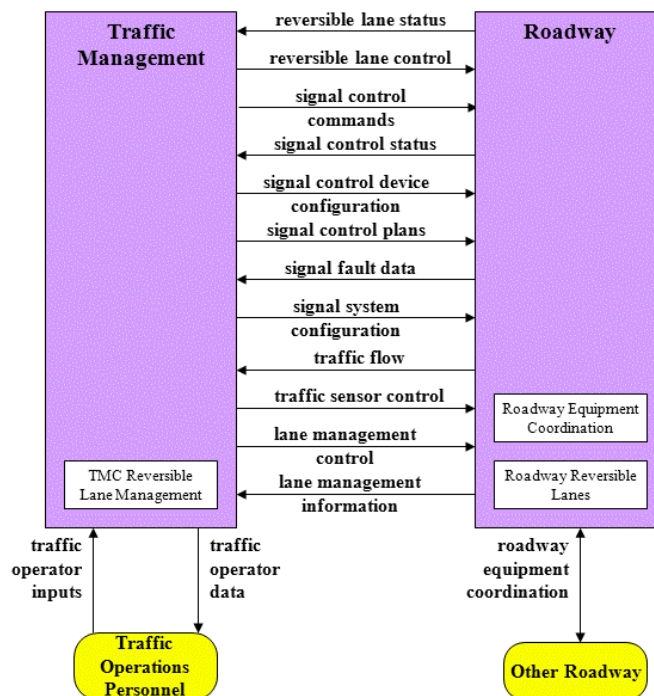 Traffic
Management
reversible lane status
Roadway
reversible lane control
signal control
commands
signal control status
signal control device
configuration
signal control plans
signal fault data
signal system
configuration
traffic flow
traffic sensor control
Roadway Equipment
Coordination
lane management
control
TMC Reversible
Lane Management
lane management
information
Roadway Reversible
Lanes
traffic
operator
inputs
traffic
operator
data
roadway
equipment
coordination
Traffic
Operations
Personnel
Other Roadway